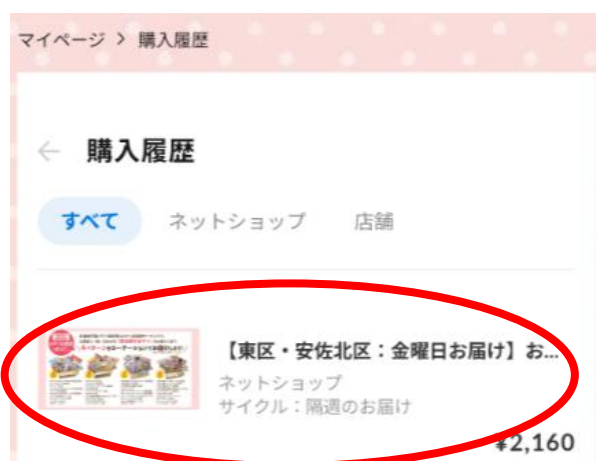 マイページ > 購入履歴
← 購入履歴
すべて ネットショップ 店舗
【東区・安佐北区：金曜日お届け】お...
ネットショップ
サイクル：隔週のお届け
¥2,160